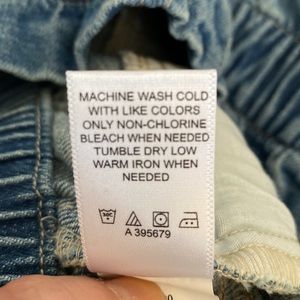 MACHINE WASH COLD
WITH LIKE COLORS
ONLY NON-CHLORINE
BLEACH WHEN NEEDED
TUMBLE DRY LOW
WARM IRON WHEN
NEEDED
30C
A 395679